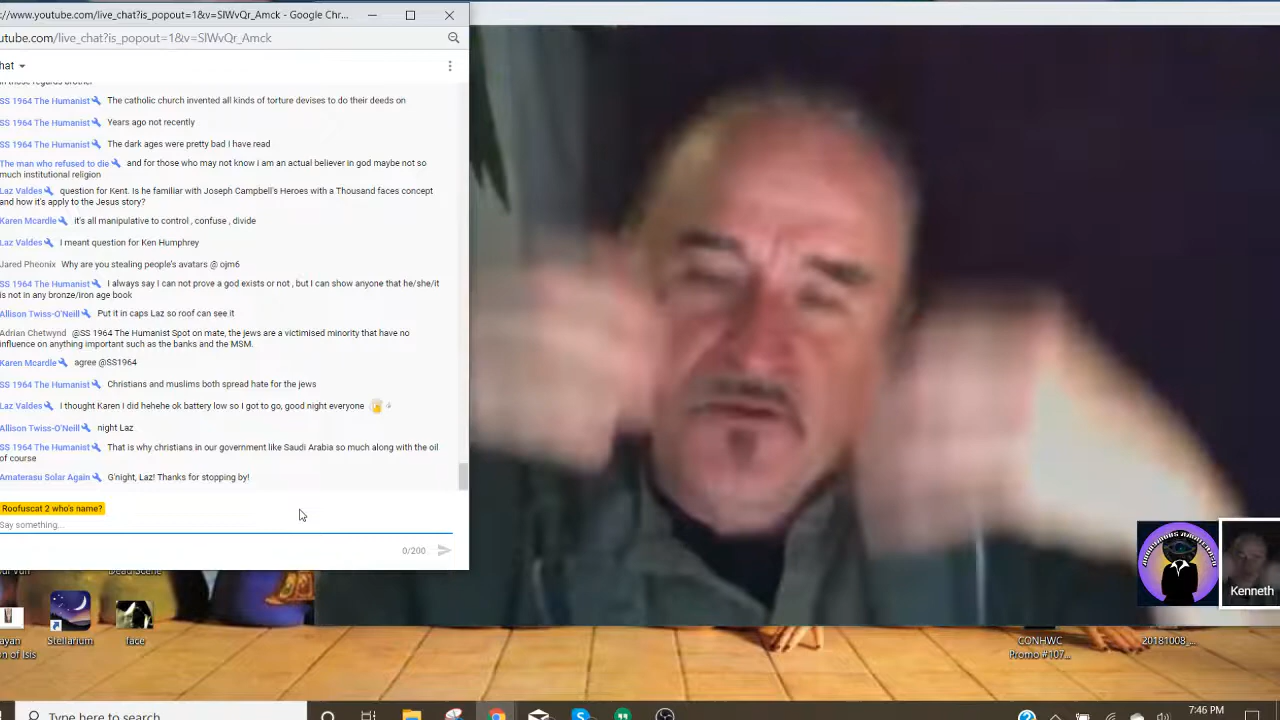 ://www.youtube.com/live_chat?is_popout=1&v=SlWvQr_Amck - Google Chr...
utube.com/live_chat?is_popout=1&v=SlWvQr_Amck
hat
in those regards brother
SS 1964 The Humanist The catholic church invented all kinds of torture devises to do their deeds on
SS 1964 The Humanist Years ago not recently
SS 1964 The Humanist The dark ages were pretty bad I have read
The man who refused to die and for those who may not know i am an actual believer in god maybe not so
much institutional religion
Laz Valdes question for Kent. Is he familiar with Joseph Campbell's Heroes with a Thousand faces concept
and how it's apply to the Jesus story?
Karen Mcardle it's all manipulative to control , confuse , divide
Laz Valdes I meant question for Ken Humphrey
Jared Pheonix Why are you stealing people's avatars @ ojm6
SS 1964 The Humanist I always say I can not prove a god exists or not , but I can show anyone that he/she/it
is not in any bronze/iron age book
Allison Twiss-O'Neill Put it in caps Laz so roof can see it
Adrian Chetwynd @SS 1964 The Humanist Spot on mate, the jews are a victimised minority that have no
influence on anything important such as the banks and the MSM.
Karen Mcardle agree @SS1964
SS 1964 The Humanist Christians and muslims both spread hate for the jews
Laz Valdes I thought Karen I did hehehe ok battery low so I got to go, good night everyone
Allison Twiss-O'Neill night Laz
SS 1964 The Humanist That is why christians in our government like Saudi Arabia so much along with the oil
of course
Amaterasu Solar Again G'night, Laz! Thanks for stopping by!
Roofuscat 2 who's name?
Say something...
0/200
Kenneth
Dead Scene
ayan
on of Isis
Stellarium
face
CONHWC
Promo #107...
20181008_...
Type here to search
7:46 PM